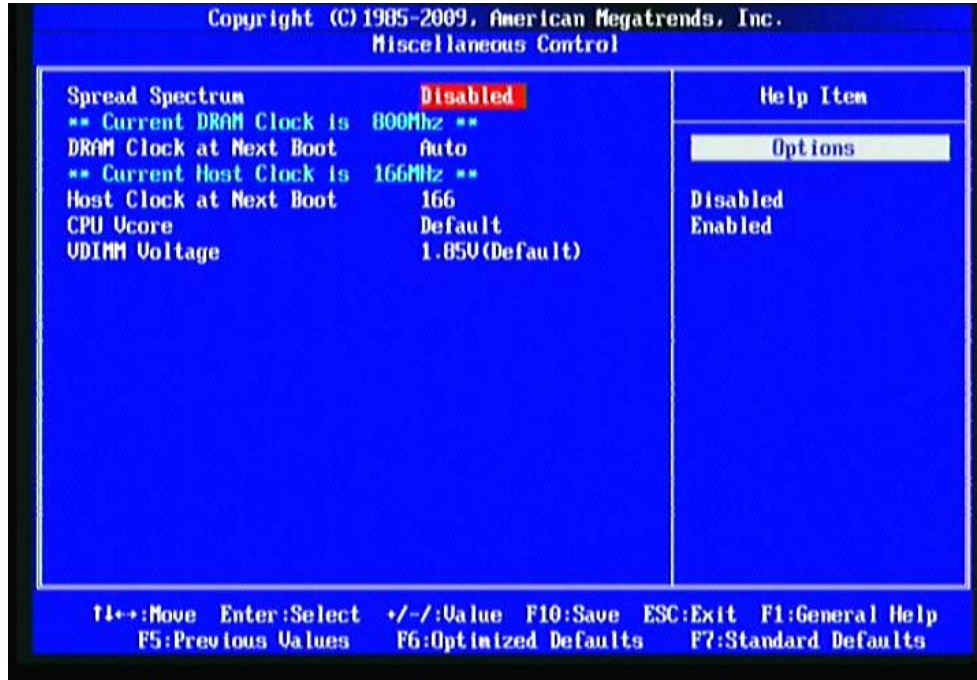 Copyright (C)1985-2009, American Megatrends, Inc.
Miscellaneous Control
Spread Spectrum Disabled
** Current DRAM Clock is 800Mhz **
DRAM Clock at Next Boot Auto
** Current Host Clock is 166MHz **
Host Clock at Next Boot 166
CPU Vcore Default
VDIMM Voltage 1.85V(Default)
Help Item
Options
Disabled
Enabled
↑↓←→:Move Enter:Select +/-/:Value F10:Save ESC:Exit F1:General Help
F5:Previous Values F6:Optimized Defaults F7:Standard Defaults